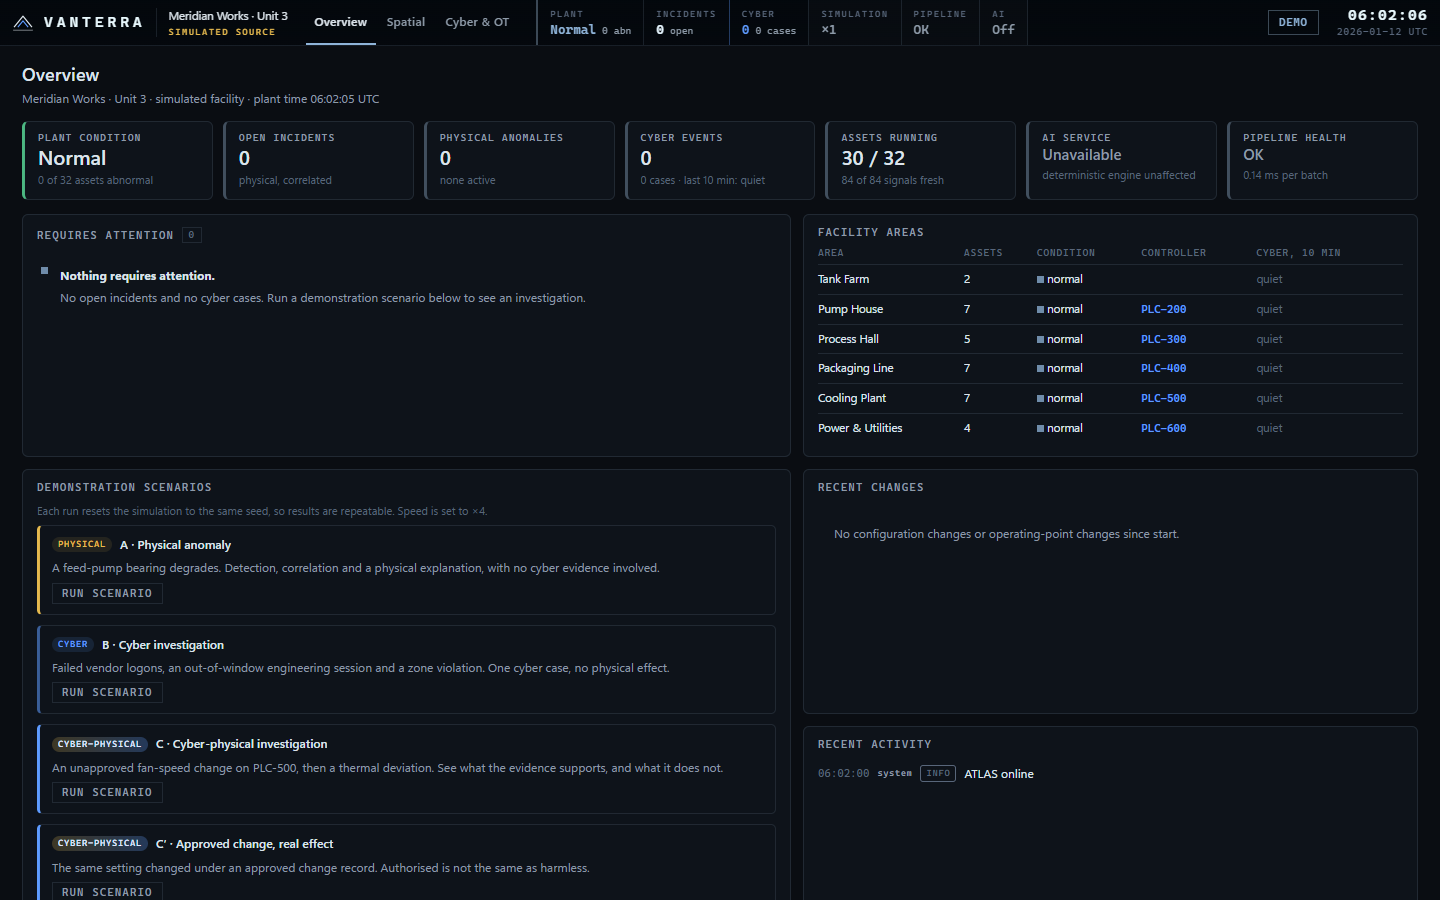 VANTERRA
Meridian Works · Unit 3
SIMULATED SOURCE
Overview
Spatial
Cyber & OT
PLANT
Normal 0 abn
INCIDENTS
0 open
CYBER
0 0 cases
SIMULATION
×1
PIPELINE
OK
AI
Off
DEMO
06:02:06
2026-01-12 UTC
Overview
Meridian Works · Unit 3 · simulated facility · plant time 06:02:05 UTC
PLANT CONDITION
Normal
0 of 32 assets abnormal
OPEN INCIDENTS
0
physical, correlated
PHYSICAL ANOMALIES
0
none active
CYBER EVENTS
0
0 cases · last 10 min: quiet
ASSETS RUNNING
30 / 32
84 of 84 signals fresh
AI SERVICE
Unavailable
deterministic engine unaffected
PIPELINE HEALTH
OK
0.14 ms per batch
REQUIRES ATTENTION 0
Nothing requires attention.
No open incidents and no cyber cases. Run a demonstration scenario below to see an investigation.
FACILITY AREAS
AREA ASSETS CONDITION CONTROLLER CYBER, 10 MIN
Tank Farm 2 normal quiet
Pump House 7 normal PLC-200 quiet
Process Hall 5 normal PLC-300 quiet
Packaging Line 7 normal PLC-400 quiet
Cooling Plant 7 normal PLC-500 quiet
Power & Utilities 4 normal PLC-600 quiet
DEMONSTRATION SCENARIOS
Each run resets the simulation to the same seed, so results are repeatable. Speed is set to ×4.
PHYSICAL A · Physical anomaly
A feed-pump bearing degrades. Detection, correlation and a physical explanation, with no cyber evidence involved.
RUN SCENARIO
CYBER B · Cyber investigation
Failed vendor logons, an out-of-window engineering session and a zone violation. One cyber case, no physical effect.
RUN SCENARIO
CYBER-PHYSICAL C · Cyber-physical investigation
An unapproved fan-speed change on PLC-500, then a thermal deviation. See what the evidence supports, and what it does not.
RUN SCENARIO
CYBER-PHYSICAL C′ · Approved change, real effect
The same setting changed under an approved change record. Authorised is not the same as harmless.
RUN SCENARIO
RECENT CHANGES
No configuration changes or operating-point changes since start.
RECENT ACTIVITY
06:02:00 system INFO ATLAS online